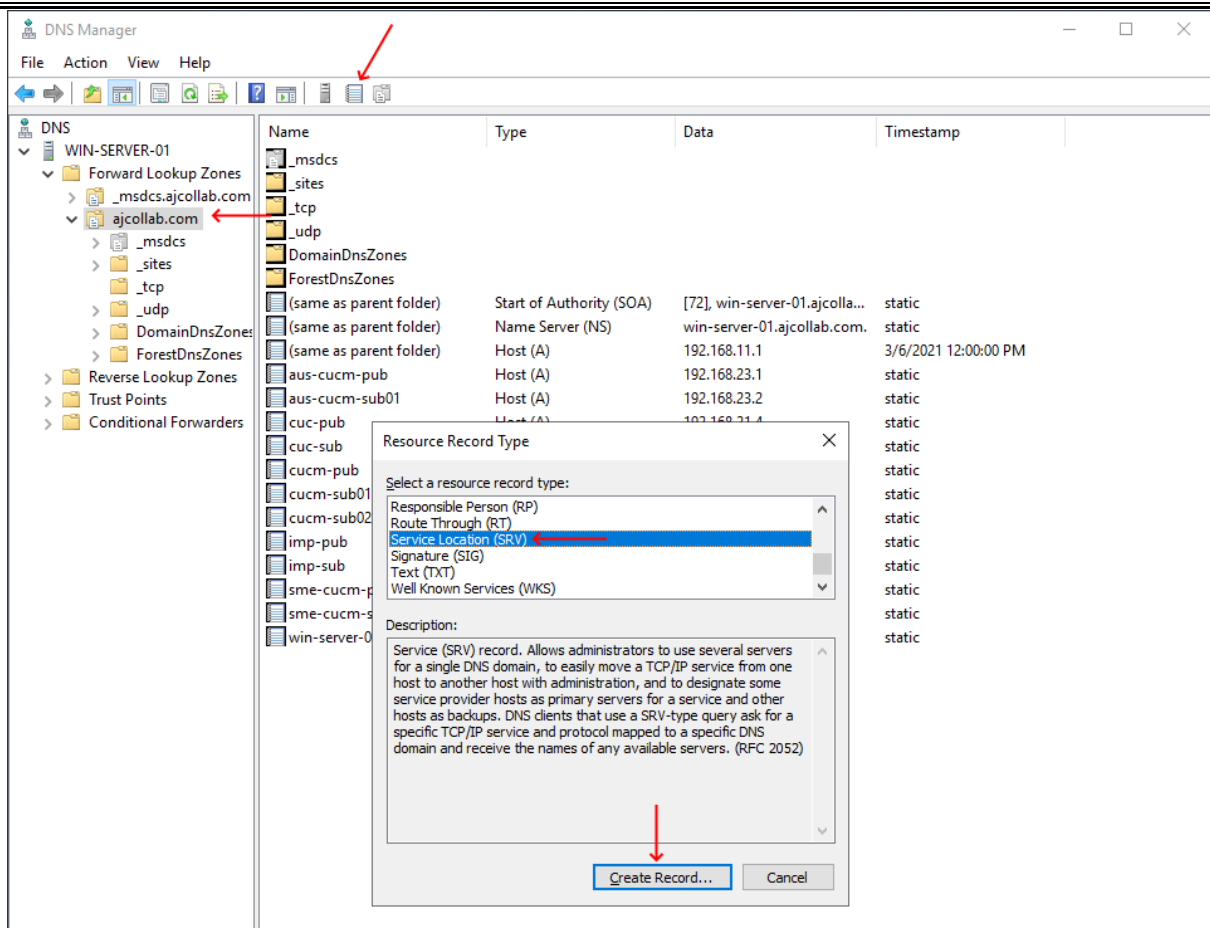 DNS Manager
File Action View Help
DNS
WIN-SERVER-01
Forward Lookup Zones
_msdcs.ajcollab.com
ajcollab.com
_msdcs
_sites
_tcp
_udp
DomainDnsZones
ForestDnsZones
Reverse Lookup Zones
Trust Points
Conditional Forwarders
Name Type Data Timestamp
_msdcs
_sites
_tcp
_udp
DomainDnsZones
ForestDnsZones
(same as parent folder) Start of Authority (SOA) [72], win-server-01.ajcolla... static
(same as parent folder) Name Server (NS) win-server-01.ajcollab.com. static
(same as parent folder) Host (A) 192.168.11.1 3/6/2021 12:00:00 PM
aus-cucm-pub Host (A) 192.168.23.1 static
aus-cucm-sub01 Host (A) 192.168.23.2 static
cuc-pub Host (A) 192.168.21.4 static
cuc-sub static
cucm-pub static
cucm-sub01 static
cucm-sub02 static
imp-pub static
imp-sub static
sme-cucm-p static
sme-cucm-s static
win-server-0 static
Resource Record Type
Select a resource record type:
Responsible Person (RP)
Route Through (RT)
Service Location (SRV)
Signature (SIG)
Text (TXT)
Well Known Services (WKS)
Description:
Service (SRV) record. Allows administrators to use several servers
for a single DNS domain, to easily move a TCP/IP service from one
host to another host with administration, and to designate some
service provider hosts as primary servers for a service and other
hosts as backups. DNS clients that use a SRV-type query ask for a
specific TCP/IP service and protocol mapped to a specific DNS
domain and receive the names of any available servers. (RFC 2052)
Create Record... Cancel